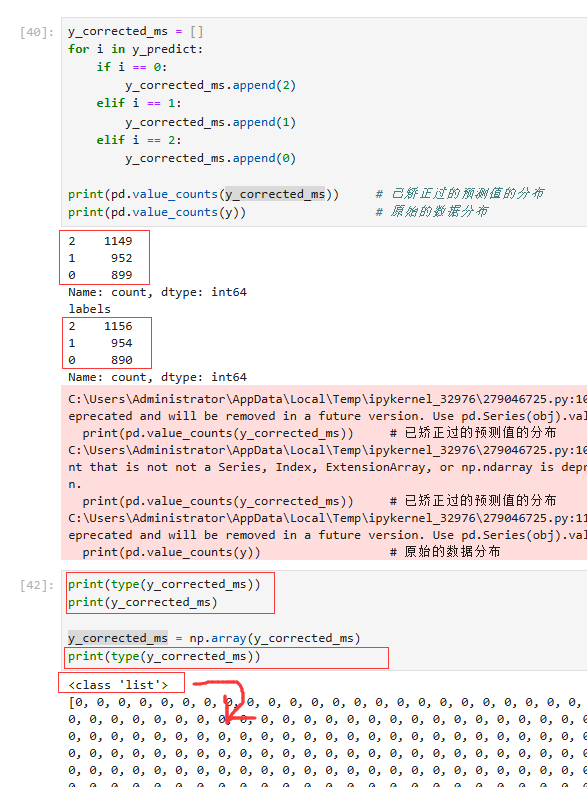 [40]:
y_corrected_ms = []
for i in y_predict:
    if i == 0:
        y_corrected_ms.append(2)
    elif i == 1:
        y_corrected_ms.append(1)
    elif i == 2:
        y_corrected_ms.append(0)
print(pd.value_counts(y_corrected_ms))     # 已矫正过的预测值的分布
print(pd.value_counts(y))                  # 原始的数据分布
2    1149
1     952
0     899
Name: count, dtype: int64
labels
2    1156
1     954
0     890
Name: count, dtype: int64
C:\Users\Administrator\AppData\Local\Temp\ipykernel_32976\279046725.py:10
eprecated and will be removed in a future version. Use pd.Series(obj).val
  print(pd.value_counts(y_corrected_ms))     # 已矫正过的预测值的分布
C:\Users\Administrator\AppData\Local\Temp\ipykernel_32976\279046725.py:10
nt that is not not a Series, Index, ExtensionArray, or np.ndarray is depr
n.
  print(pd.value_counts(y_corrected_ms))     # 已矫正过的预测值的分布
C:\Users\Administrator\AppData\Local\Temp\ipykernel_32976\279046725.py:11
eprecated and will be removed in a future version. Use pd.Series(obj).val
  print(pd.value_counts(y))                  # 原始的数据分布
[42]:
print(type(y_corrected_ms))
print(y_corrected_ms)
y_corrected_ms = np.array(y_corrected_ms)
print(type(y_corrected_ms))
<class 'list'>
[0, 0, 0, 0, 0, 0, 0, 0, 0, 0, 0, 0, 0, 0, 0, 0, 0, 0, 0, 0, 0, 0, 0, 0,
0, 0, 0, 0, 0, 0, 0, 0, 0, 0, 0, 0, 0, 0, 0, 0, 0, 0, 0, 0, 0, 0, 0, 0,
0, 0, 0, 0, 0, 0, 0, 0, 0, 0, 0, 0, 0, 0, 0, 0, 0, 0, 0, 0, 0, 0, 0, 0,
0, 0, 0, 0, 0, 0, 0, 0, 0, 0, 0, 0, 0, 0, 0, 0, 0, 0, 0, 0, 0, 0, 0, 0,
0, 0, 0, 0, 0, 0, 0, 0, 0, 0, 0, 0, 0, 0, 0, 0, 0, 0, 0, 0, 0, 0, 0, 0,